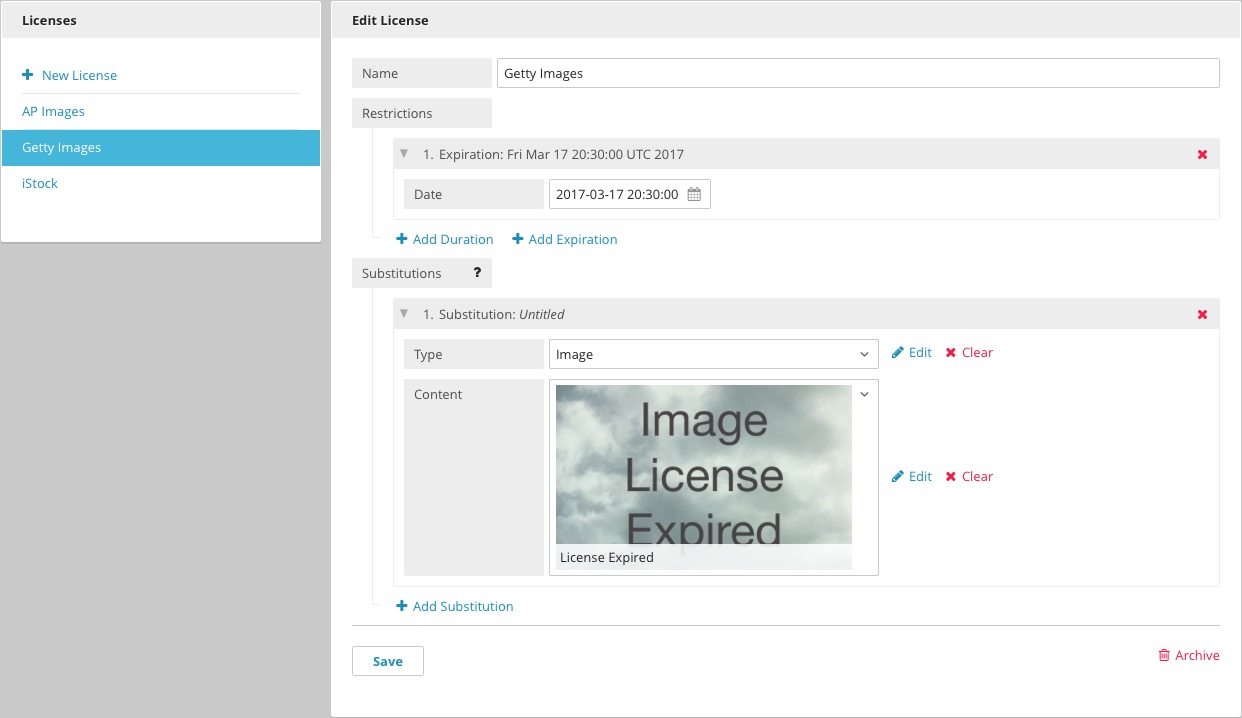 Licenses
New License
AP Images
Getty Images
iStock
Edit License
Name Getty Images
Restrictions
1. Expiration: Fri Mar 17 20:30:00 UTC 2017
Date 2017-03-17 20:30:00
Add Duration Add Expiration
Substitutions ?
1. Substitution: Untitled
Type Image Edit Clear
Content
Image
License
Expired
License Expired
Edit Clear
Add Substitution
Save Archive